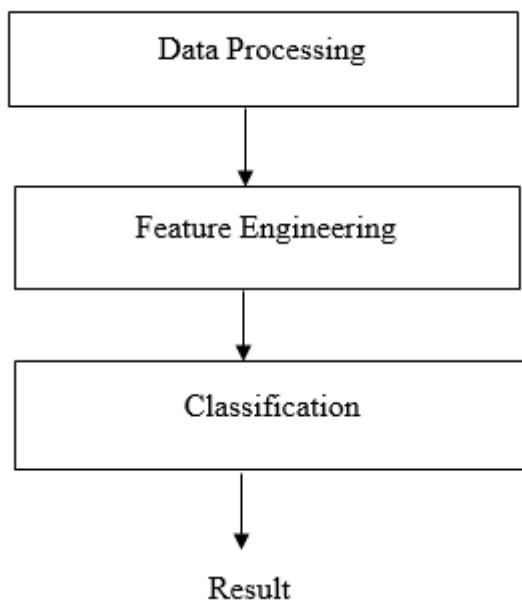 Data Processing
Feature Engineering
Classification
Result